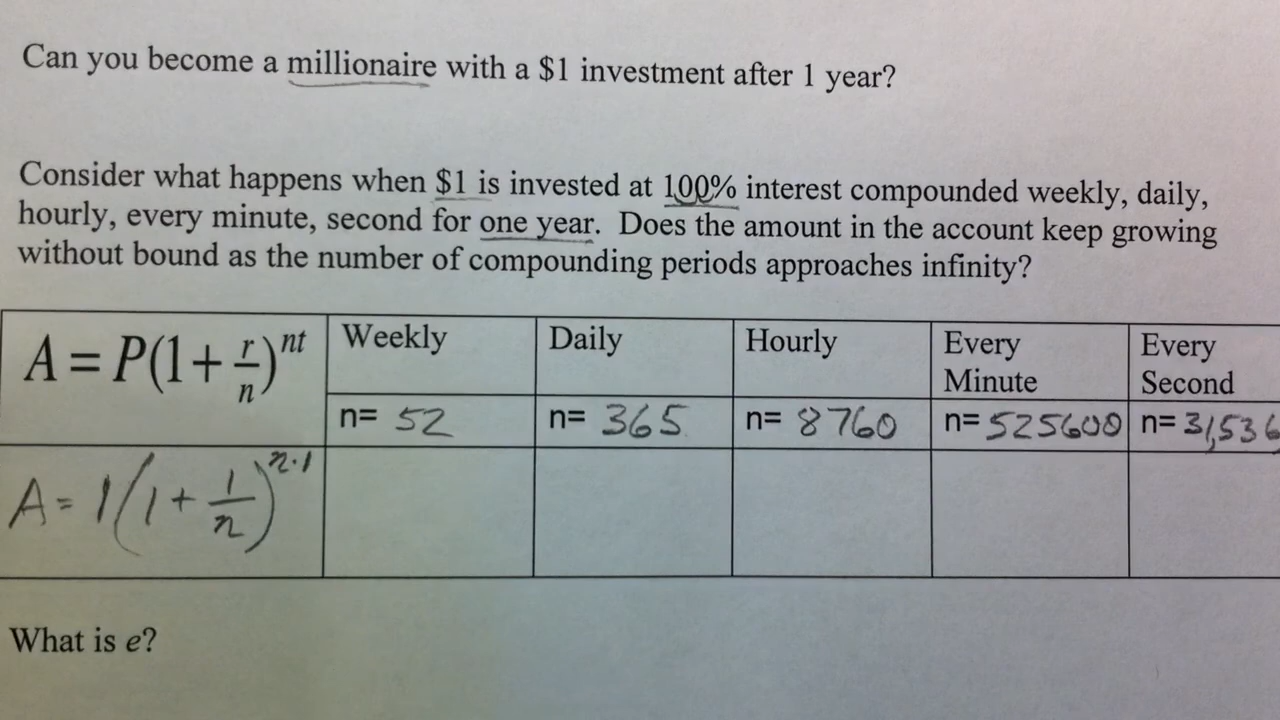 Can you become a millionaire with a $1 investment after 1 year?
Consider what happens when $1 is invested at 100% interest compounded weekly, daily,
hourly, every minute, second for one year. Does the amount in the account keep growing
without bound as the number of compounding periods approaches infinity?
A = P(1 + r/n)^nt
Weekly
Daily
Hourly
Every
Minute
Every
Second
n= 52
n= 365
n= 8760
n= 525600
n= 31,536
A = 1(1 + 1/n)^n·1
What is e?